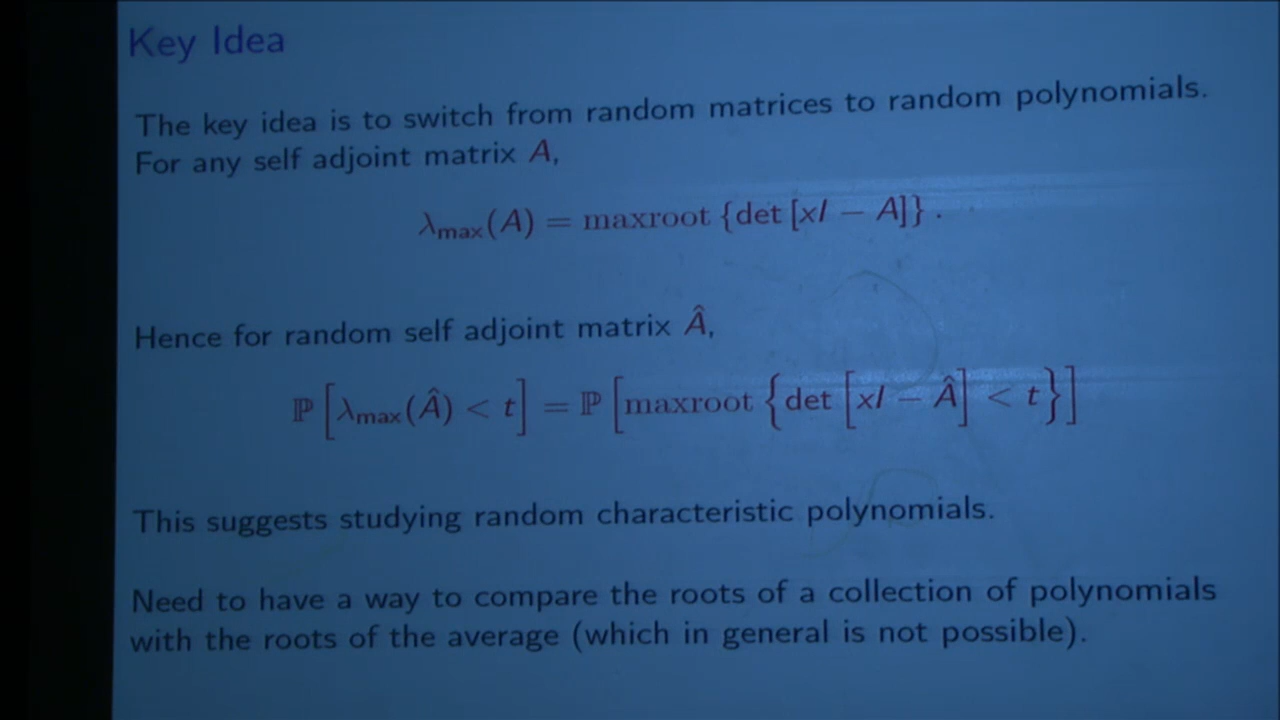 Key Idea
The key idea is to switch from random matrices to random polynomials.
For any self adjoint matrix A,
λmax(A) = maxroot {det [xI − A]} .
Hence for random self adjoint matrix Â,
ℙ [λmax(Â) < t] = ℙ [maxroot {det [xI − Â] < t}]
This suggests studying random characteristic polynomials.
Need to have a way to compare the roots of a collection of polynomials
with the roots of the average (which in general is not possible).